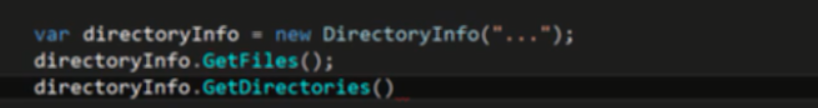 var directoryInfo = new DirectoryInfo("...");
directoryInfo.GetFiles();
directoryInfo.GetDirectories()